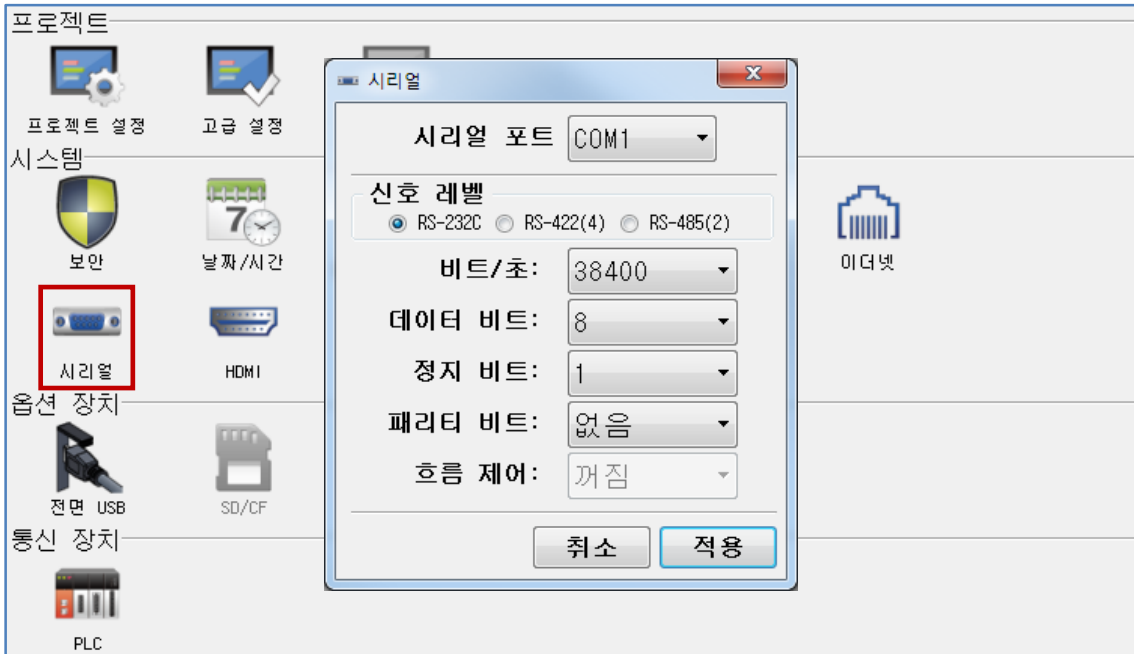 프로젝트
프로젝트 설정
고급 설정
시스템
보안
날짜/시간
이더넷
시리얼
HDMI
옵션 장치
전면 USB
SD/CF
통신 장치
PLC
시리얼
시리얼 포트 COM1
신호 레벨
RS-232C RS-422(4) RS-485(2)
비트/초: 38400
데이터 비트: 8
정지 비트: 1
패리티 비트: 없음
흐름 제어: 꺼짐
취소 적용
7